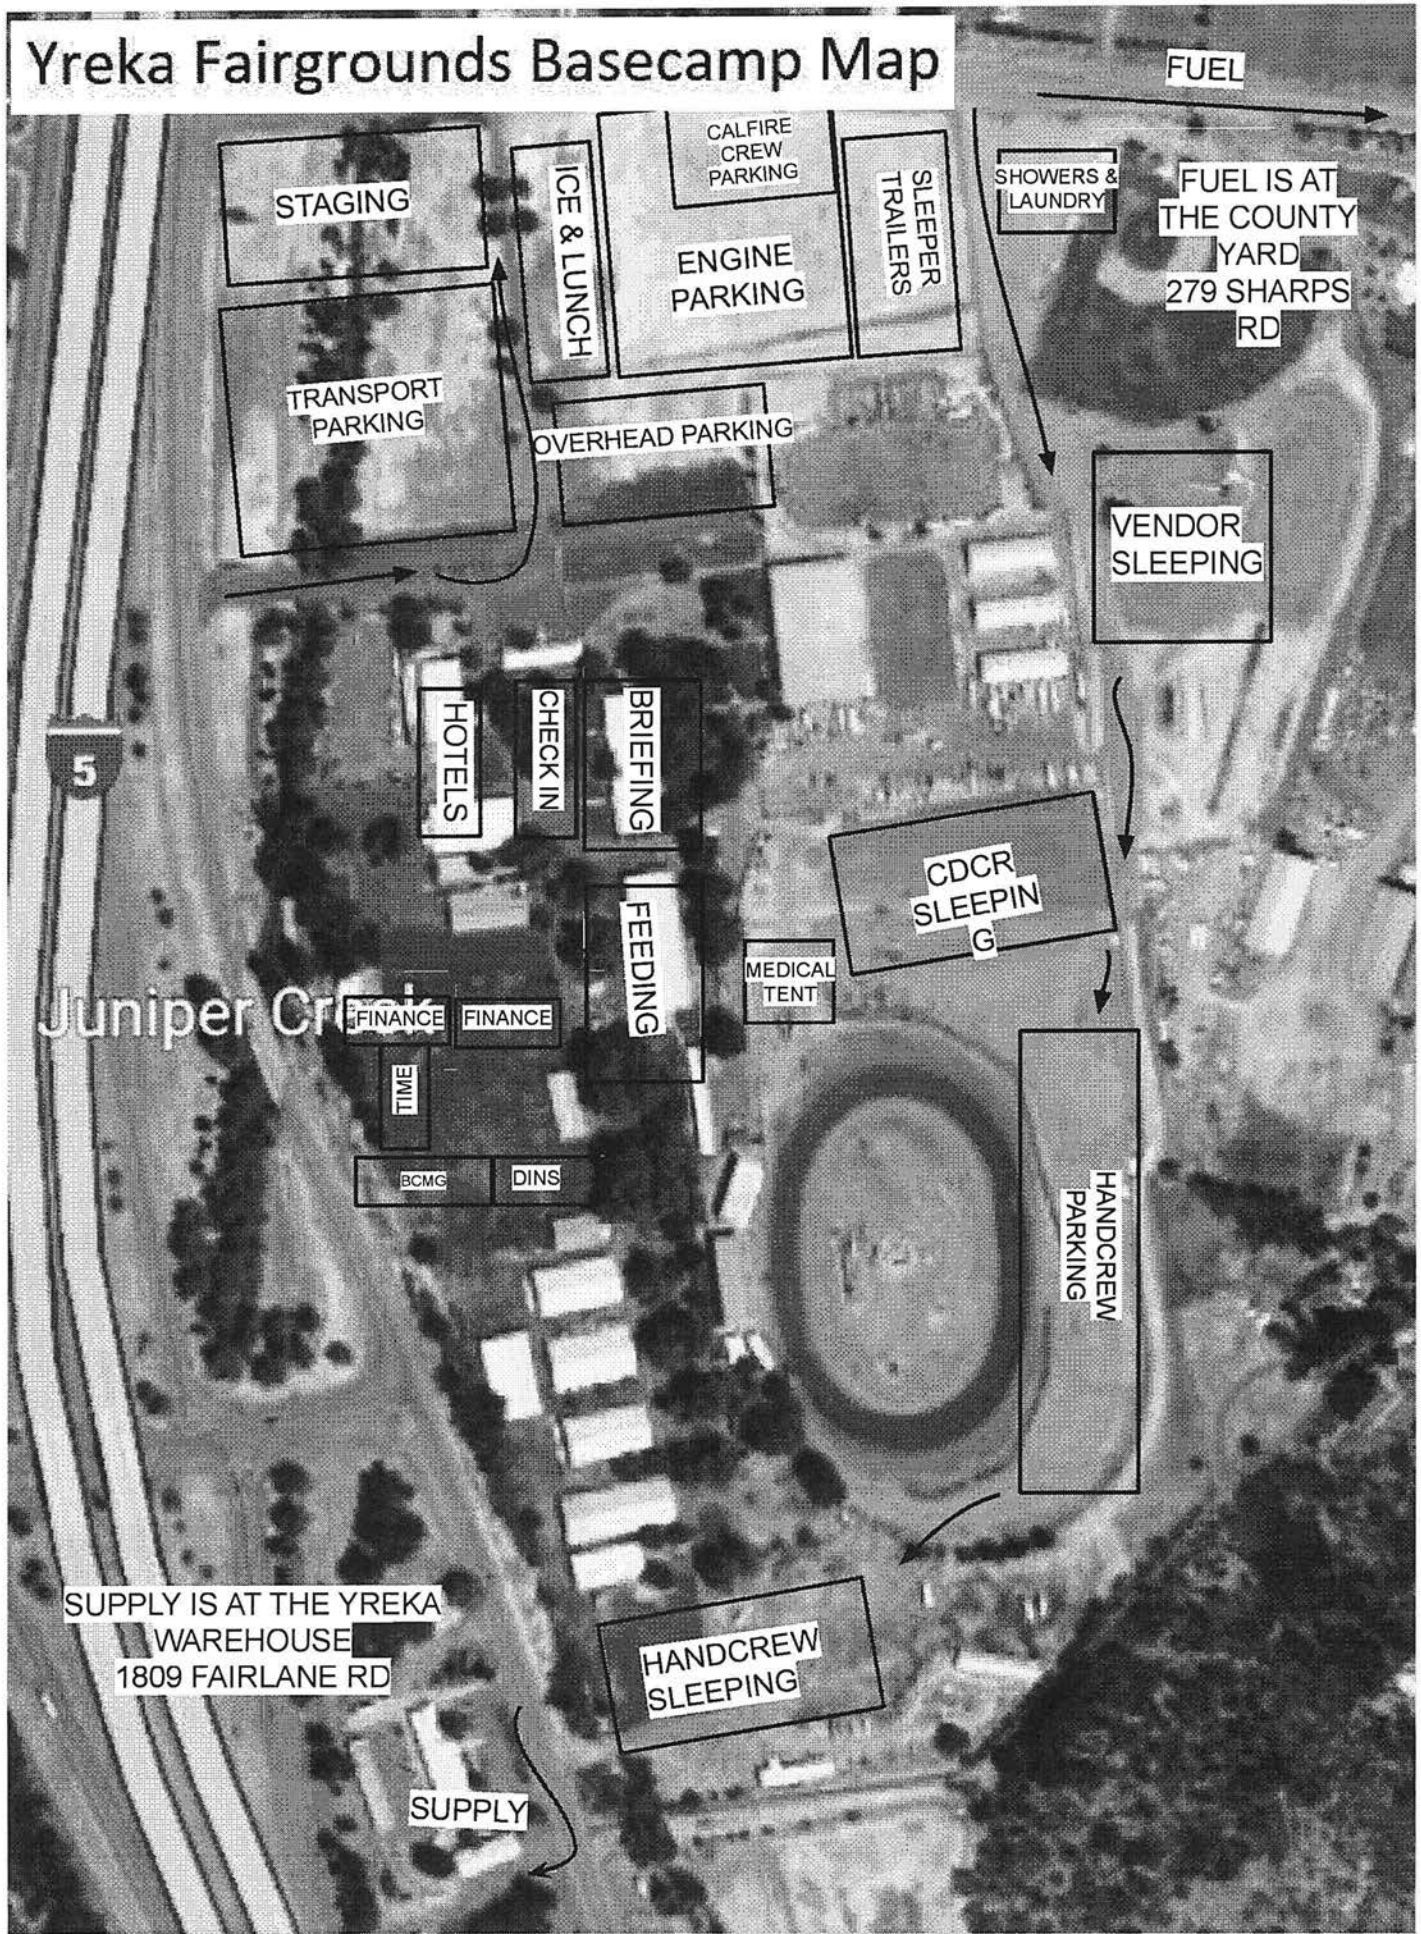 Yreka Fairgrounds Basecamp Map
FUEL
STAGING
ICE & LUNCH
CALFIRE
CREW
PARKING
ENGINE
PARKING
SLEEPER
TRAILERS
SHOWERS &
LAUNDRY
FUEL IS AT
THE COUNTY
YARD
279 SHARPS
RD
TRANSPORT
PARKING
OVERHEAD PARKING
VENDOR
SLEEPING
5
HOTELS
CHECK IN
BRIEFING
CDCR
SLEEPIN
G
FEEDING
MEDICAL
TENT
Juniper Creek
FINANCE
FINANCE
TIME
BCMG
DINS
HANDCREW
PARKING
SUPPLY IS AT THE YREKA
WAREHOUSE
1809 FAIRLANE RD
HANDCREW
SLEEPING
SUPPLY